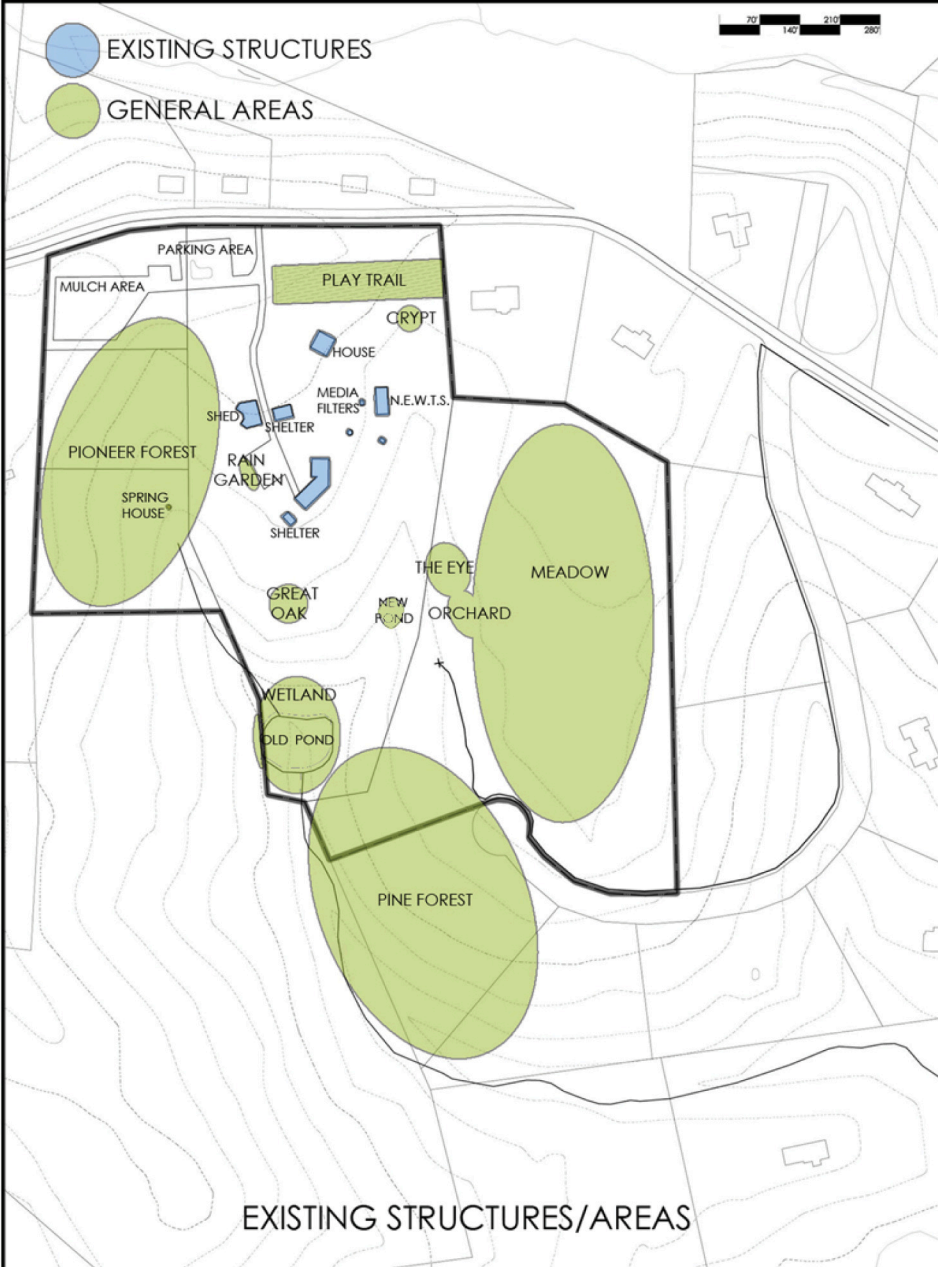 70' 210'
140' 280'
EXISTING STRUCTURES
GENERAL AREAS
PARKING AREA
MULCH AREA
PLAY TRAIL
CRYPT
HOUSE
MEDIA
FILTERS
N.E.W.T.S.
SHED
SHELTER
PIONEER FOREST
RAIN
GARDEN
SPRING
HOUSE
SHELTER
THE EYE
MEADOW
GREAT
OAK
NEW
POND
ORCHARD
WETLAND
OLD POND
PINE FOREST
EXISTING STRUCTURES/AREAS